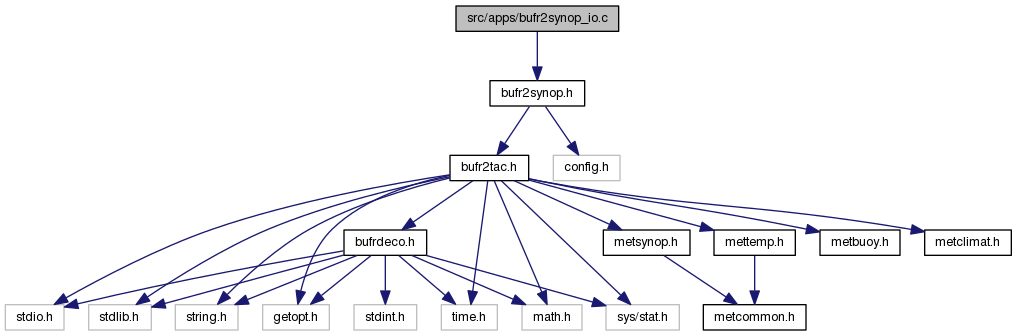 src/apps/bufr2synop_io.c
bufr2synop.h
bufr2tac.h
config.h
bufrdeco.h
metsynop.h
mettemp.h
metbuoy.h
metclimat.h
stdio.h
stdlib.h
string.h
getopt.h
stdint.h
time.h
math.h
sys/stat.h
metcommon.h